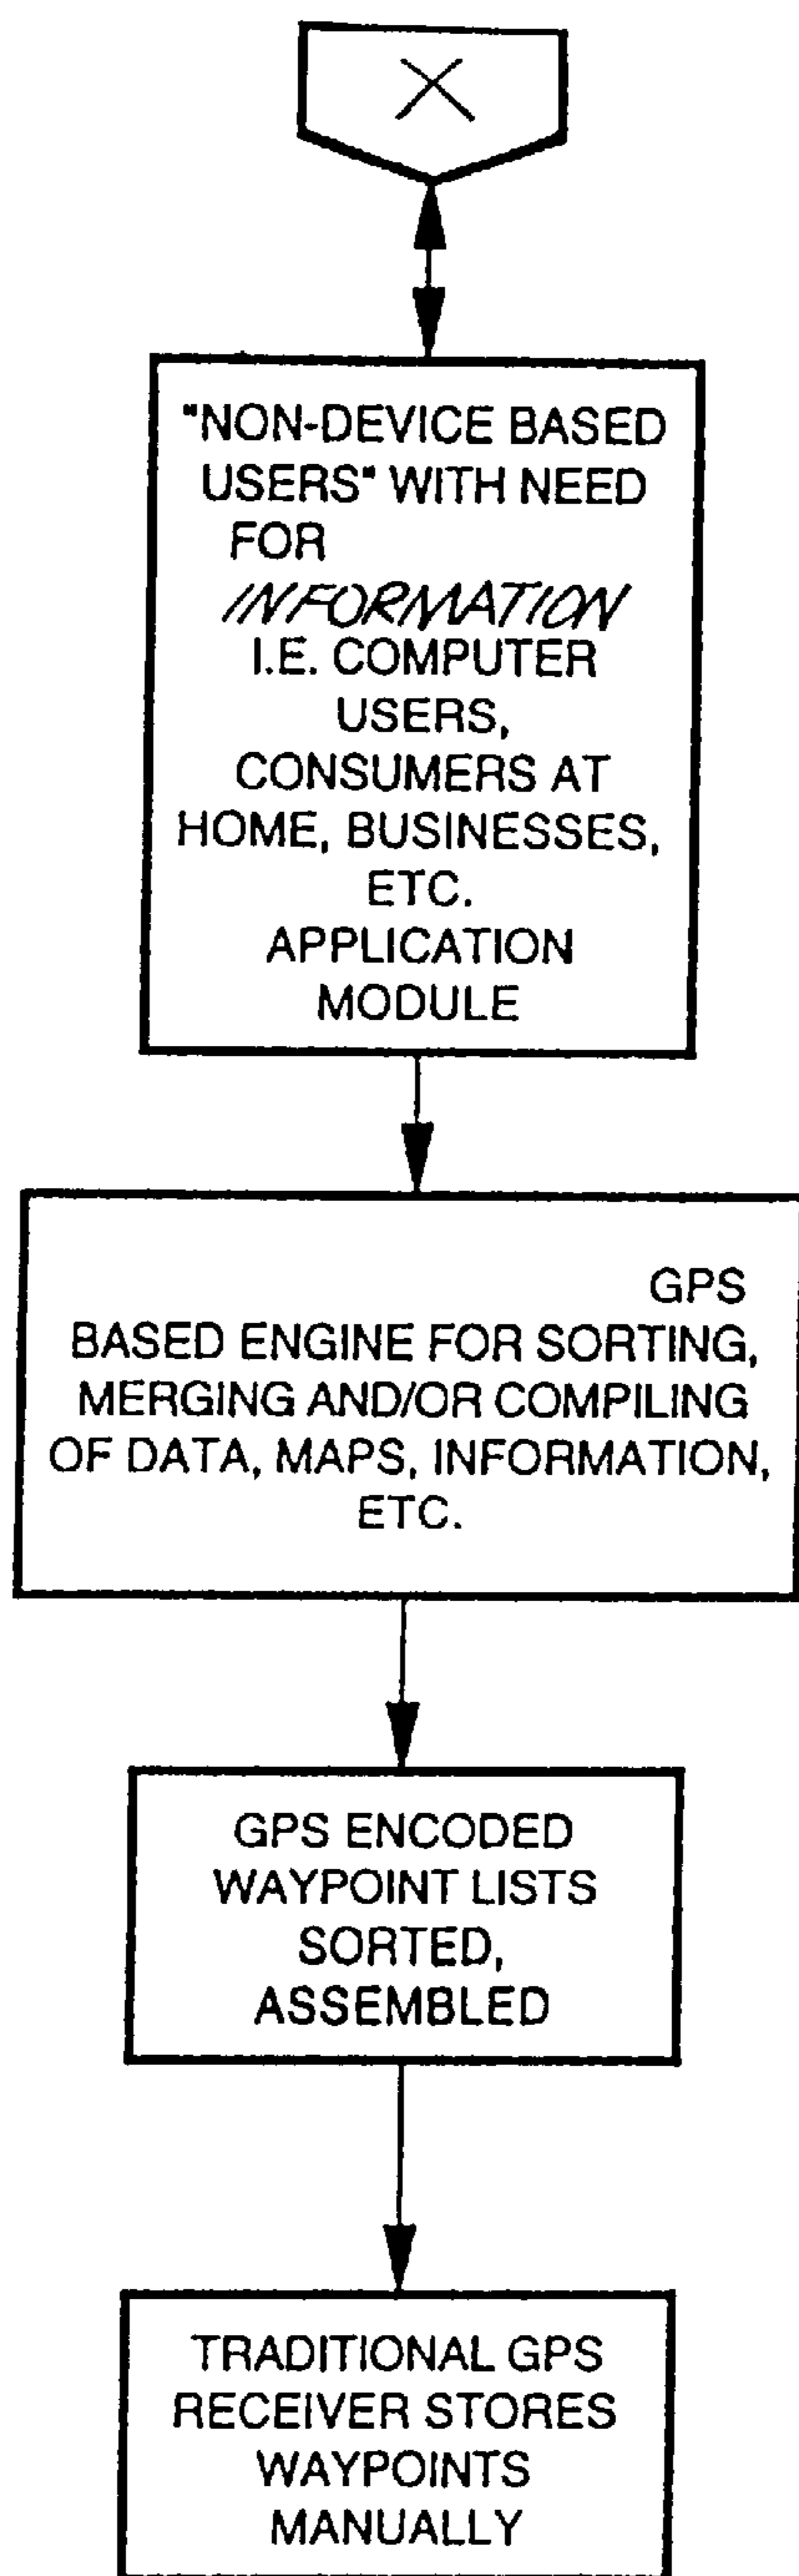 X
"NON-DEVICE BASED
USERS" WITH NEED
FOR
INFORMATION
I.E. COMPUTER
USERS,
CONSUMERS AT
HOME, BUSINESSES,
ETC.
APPLICATION
MODULE
GPS
BASED ENGINE FOR SORTING,
MERGING AND/OR COMPILING
OF DATA, MAPS, INFORMATION,
ETC.
GPS ENCODED
WAYPOINT LISTS
SORTED,
ASSEMBLED
TRADITIONAL GPS
RECEIVER STORES
WAYPOINTS
MANUALLY